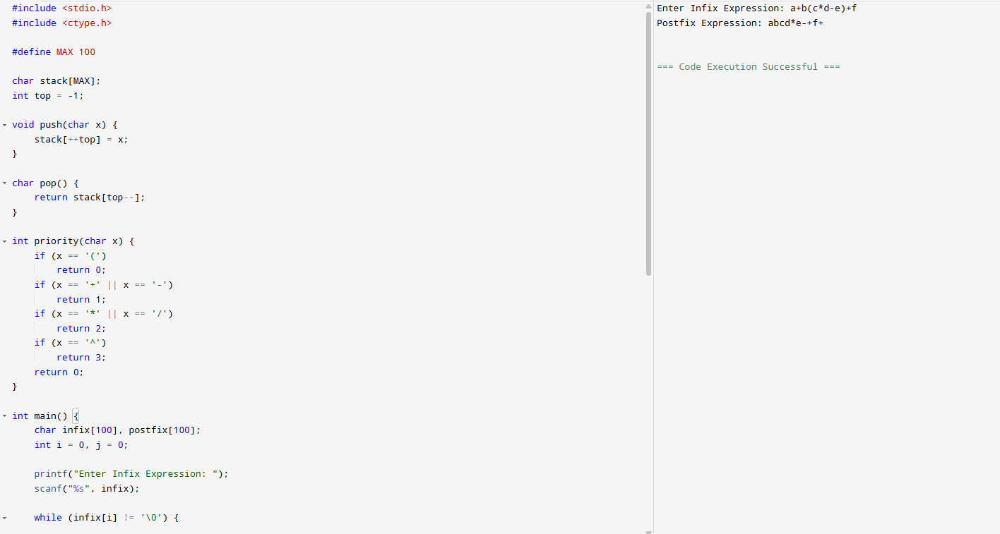 #include <stdio.h>
#include <ctype.h>
#define MAX 100
char stack[MAX];
int top = -1;
void push(char x) {
    stack[++top] = x;
}
char pop() {
    return stack[top--];
}
int priority(char x) {
    if (x == '(')
        return 0;
    if (x == '+' || x == '-')
        return 1;
    if (x == '*' || x == '/')
        return 2;
    if (x == '^')
        return 3;
    return 0;
}
int main() {
    char infix[100], postfix[100];
    int i = 0, j = 0;
    printf("Enter Infix Expression: ");
    scanf("%s", infix);
    while (infix[i] != '\0') {
Enter Infix Expression: a+b(c*d-e)+f
Postfix Expression: abcd*e-+f+
=== Code Execution Successful ===